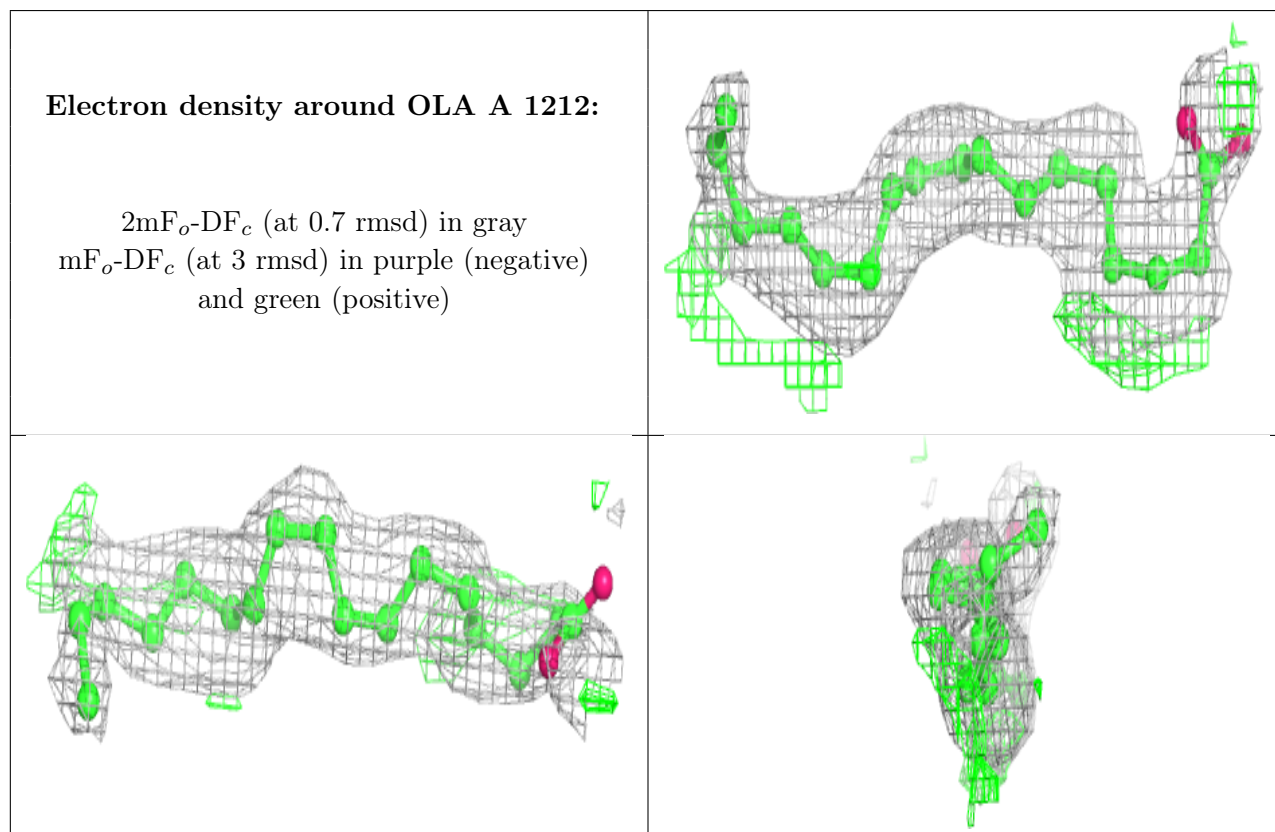 Electron density around OLA A 1212:
2mFo-DFc (at 0.7 rmsd) in gray
mFo-DFc (at 3 rmsd) in purple (negative)
and green (positive)